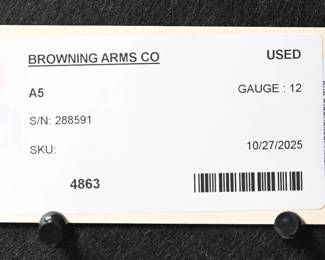 BROWNING ARMS CO USED
A5 GAUGE : 12
S/N: 288591
SKU: 10/27/2025
4863